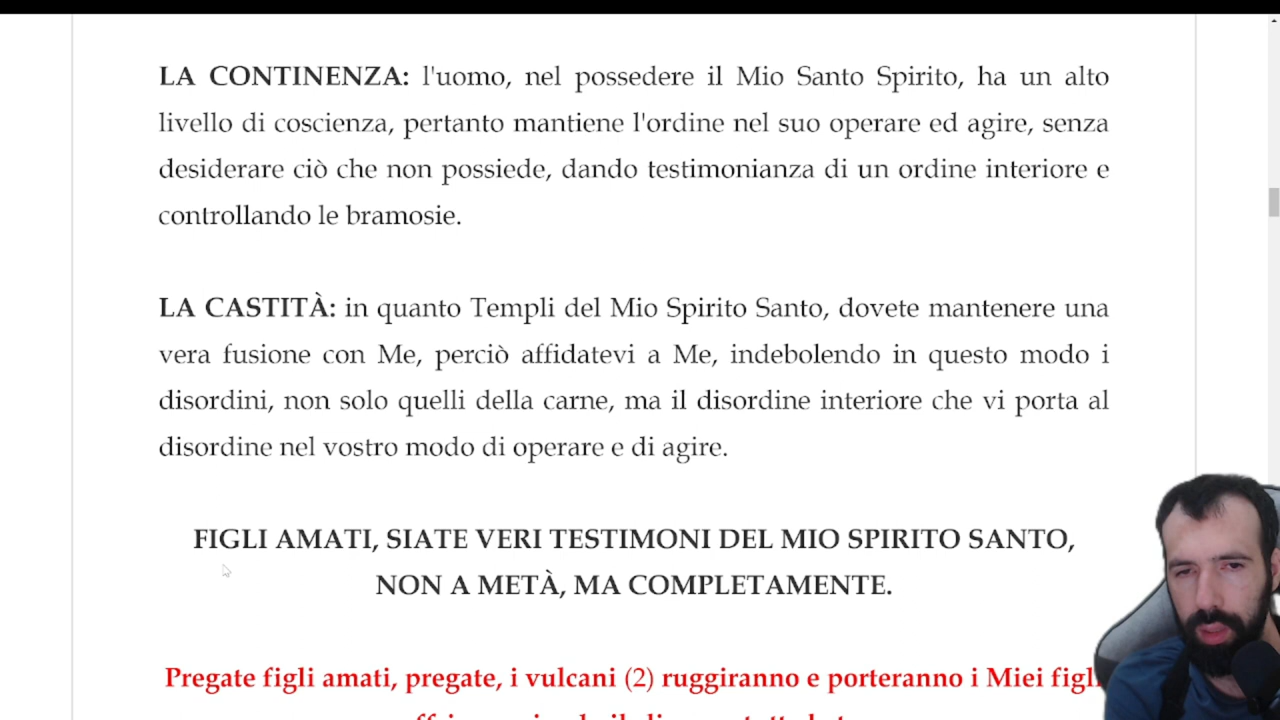 LA CONTINENZA: l'uomo, nel possedere il Mio Santo Spirito, ha un alto
livello di coscienza, pertanto mantiene l'ordine nel suo operare ed agire, senza
desiderare ciò che non possiede, dando testimonianza di un ordine interiore e
controllando le bramosie.
LA CASTITÀ: in quanto Templi del Mio Spirito Santo, dovete mantenere una
vera fusione con Me, perciò affidatevi a Me, indebolendo in questo modo i
disordini, non solo quelli della carne, ma il disordine interiore che vi porta al
disordine nel vostro modo di operare e di agire.
FIGLI AMATI, SIATE VERI TESTIMONI DEL MIO SPIRITO SANTO,
NON A METÀ, MA COMPLETAMENTE.
Pregate figli amati, pregate, i vulcani (2) ruggiranno e porteranno i Miei figli